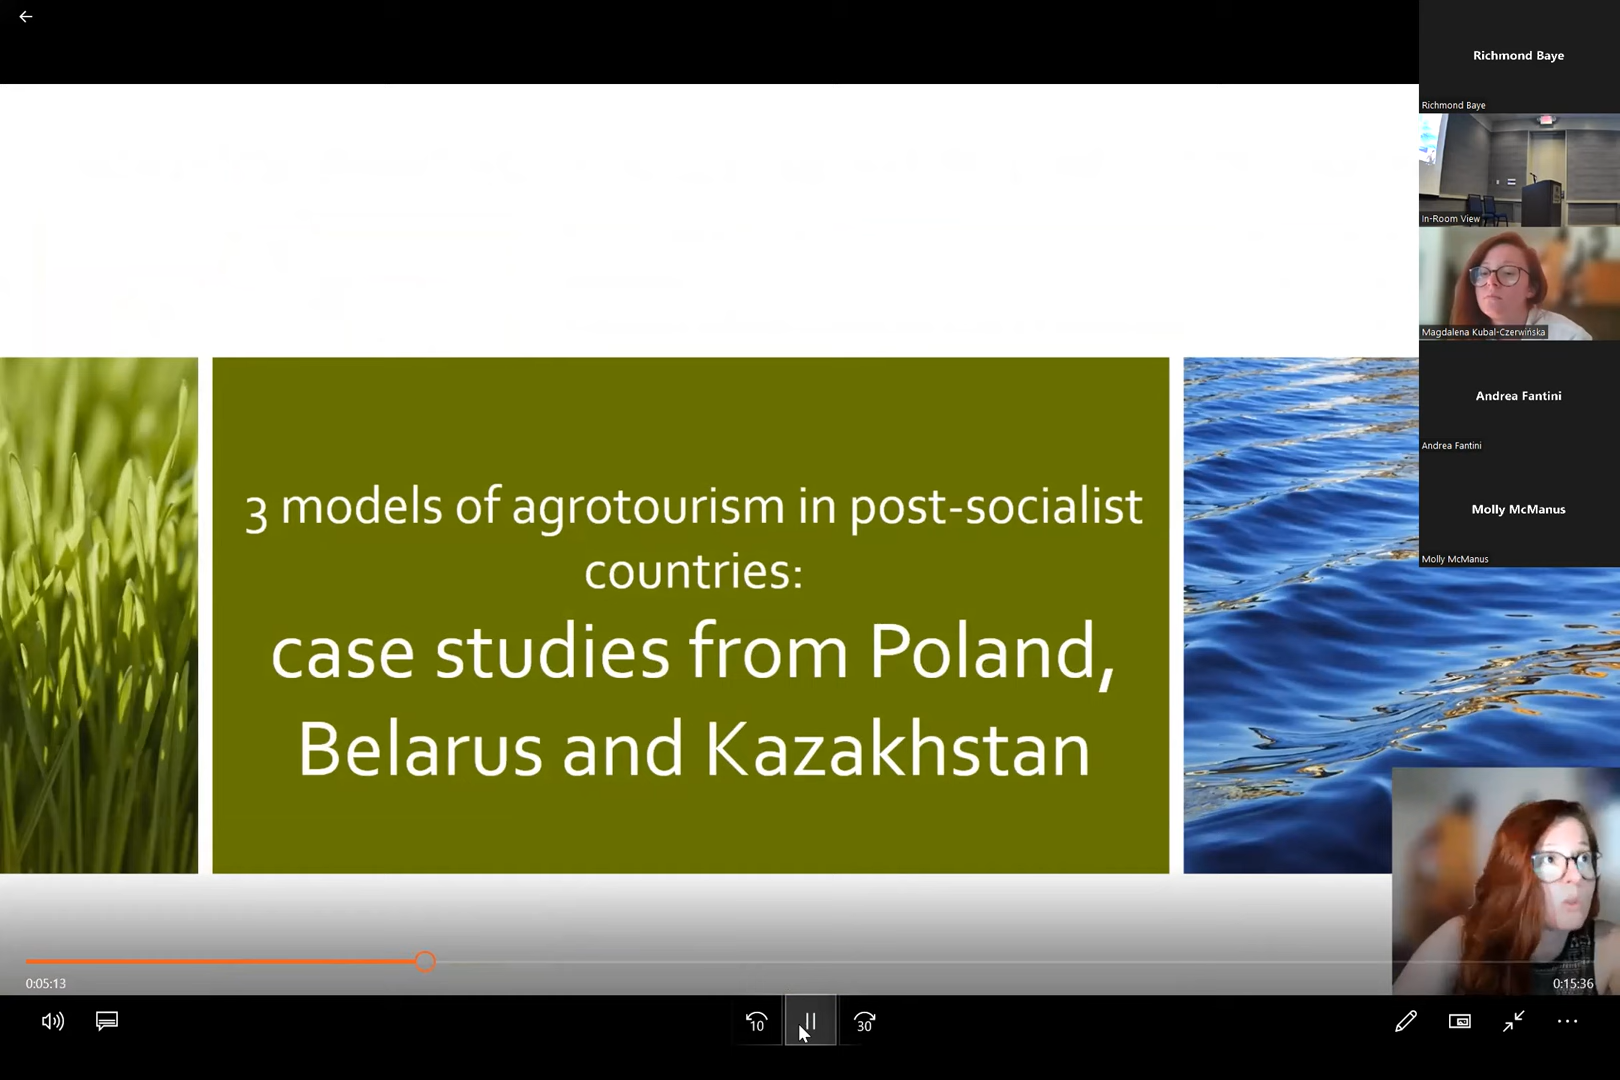 Richmond Baye
Richmond Baye
In-Room View
Magdalena Kubal-Czerwińska
Andrea Fantini
Andrea Fantini
Molly McManus
Molly McManus
3 models of agrotourism in post-socialist
countries:
case studies from Poland,
Belarus and Kazakhstan
0:05:13
0:15:36
10
30